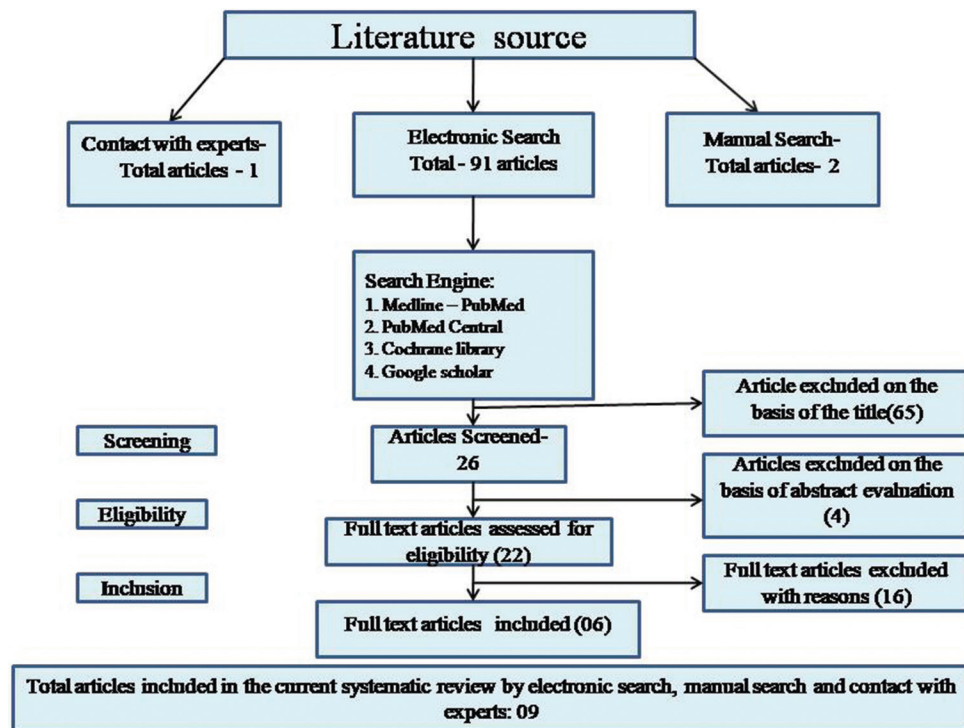 Literature source
Contact with experts-
Total articles - 1
Electronic Search
Total - 91 articles
Manual Search-
Total articles- 2
Search Engine:
1. Medline – PubMed
2. PubMed Central
3. Cochrane library
4. Google scholar
Article excluded on the
basis of the title(65)
Screening
Articles Screened-
26
Articles excluded on the
basis of abstract evaluation
(4)
Eligibility
Full text articles assessed for
eligibility (22)
Inclusion
Full text articles excluded
with reasons (16)
Full text articles included (06)
Total articles included in the current systematic review by electronic search, manual search and contact with
experts: 09